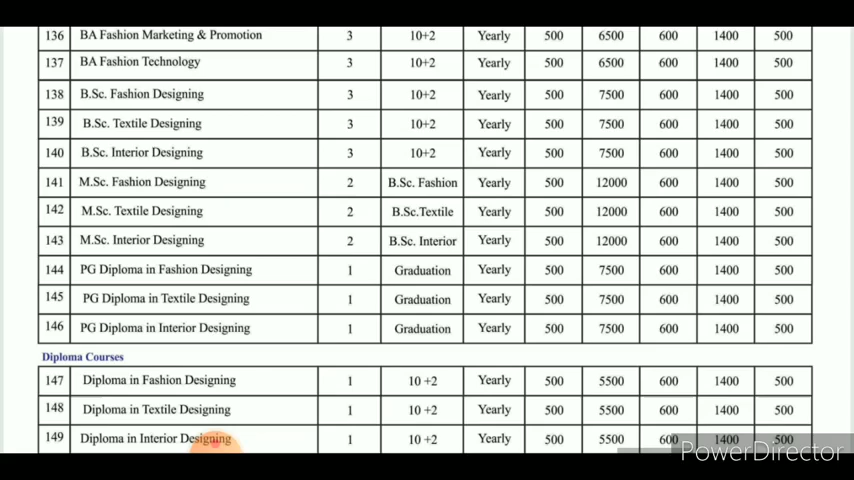 136 BA Fashion Marketing & Promotion 3 10+2 Yearly 500 6500 600 1400 500
137 BA Fashion Technology 3 10+2 Yearly 500 6500 600 1400 500
138 B.Sc. Fashion Designing 3 10+2 Yearly 500 7500 600 1400 500
139 B.Sc. Textile Designing 3 10+2 Yearly 500 7500 600 1400 500
140 B.Sc. Interior Designing 3 10+2 Yearly 500 7500 600 1400 500
141 M.Sc. Fashion Designing 2 B.Sc. Fashion Yearly 500 12000 600 1400 500
142 M.Sc. Textile Designing 2 B.Sc.Textile Yearly 500 12000 600 1400 500
143 M.Sc. Interior Designing 2 B.Sc. Interior Yearly 500 12000 600 1400 500
144 PG Diploma in Fashion Designing 1 Graduation Yearly 500 7500 600 1400 500
145 PG Diploma in Textile Designing 1 Graduation Yearly 500 7500 600 1400 500
146 PG Diploma in Interior Designing 1 Graduation Yearly 500 7500 600 1400 500
Diploma Courses
147 Diploma in Fashion Designing 1 10 +2 Yearly 500 5500 600 1400 500
148 Diploma in Textile Designing 1 10 +2 Yearly 500 5500 600 1400 500
149 Diploma in Interior Designing 1 10 +2 Yearly 500 5500 600 1400 500
PowerDirector